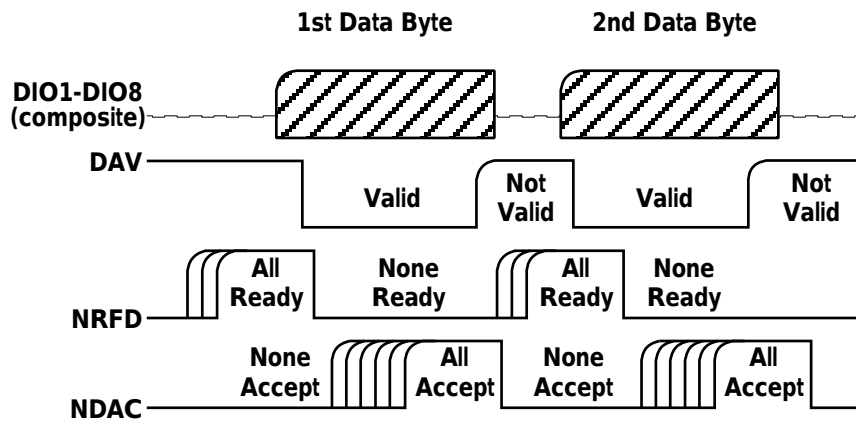 1st Data Byte
2nd Data Byte
DIO1-DIO8
(composite)
DAV
Valid
Not
Valid
Valid
Not
Valid
NRFD
All
Ready
None
Ready
All
Ready
None
Ready
NDAC
None
Accept
All
Accept
None
Accept
All
Accept